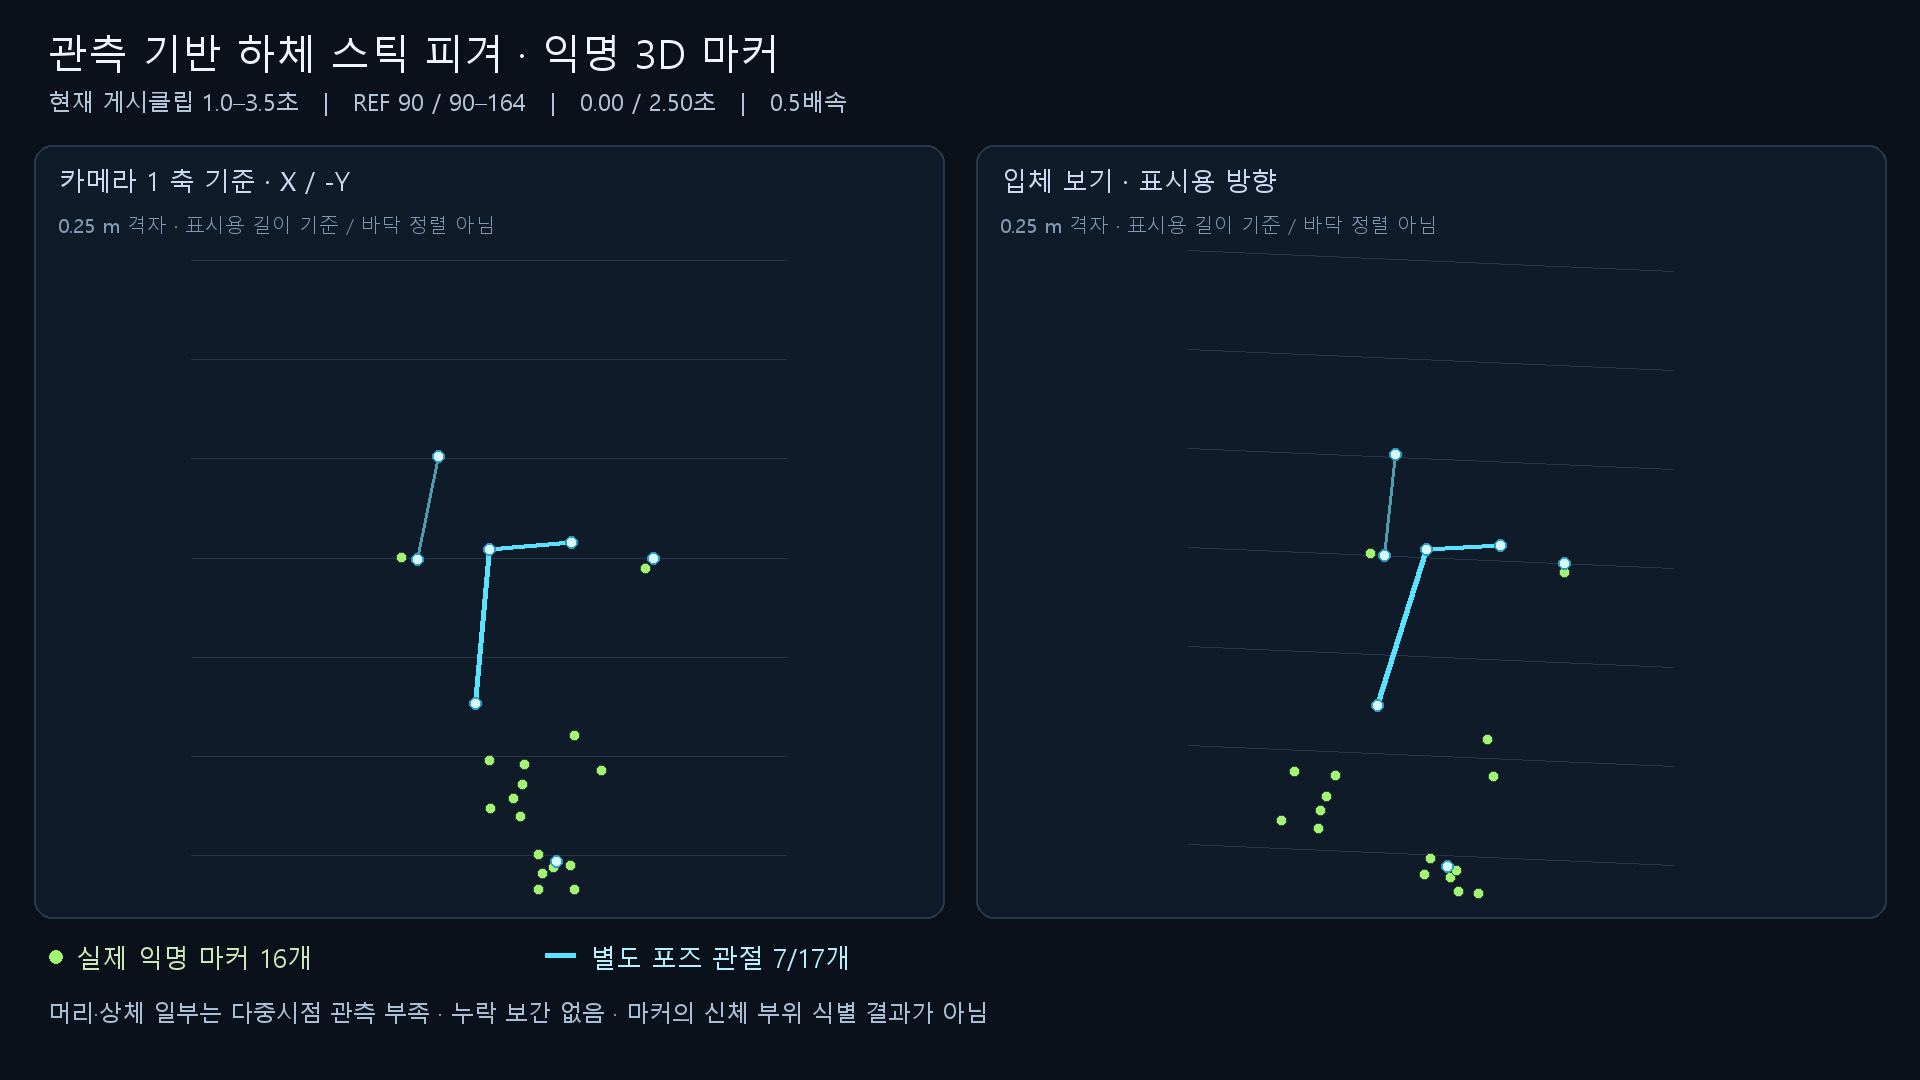 관측 기반 하체 스틱 피겨 · 익명 3D 마커
현재 게시클립 1.0–3.5초 | REF 90 / 90–164 | 0.00 / 2.50초 | 0.5배속
카메라 1 축 기준 · X / -Y
0.25 m 격자 · 표시용 길이 기준 / 바닥 정렬 아님
입체 보기 · 표시용 방향
0.25 m 격자 · 표시용 길이 기준 / 바닥 정렬 아님
실제 익명 마커 16개
별도 포즈 관절 7/17개
머리·상체 일부는 다중시점 관측 부족 · 누락 보간 없음 · 마커의 신체 부위 식별 결과가 아님